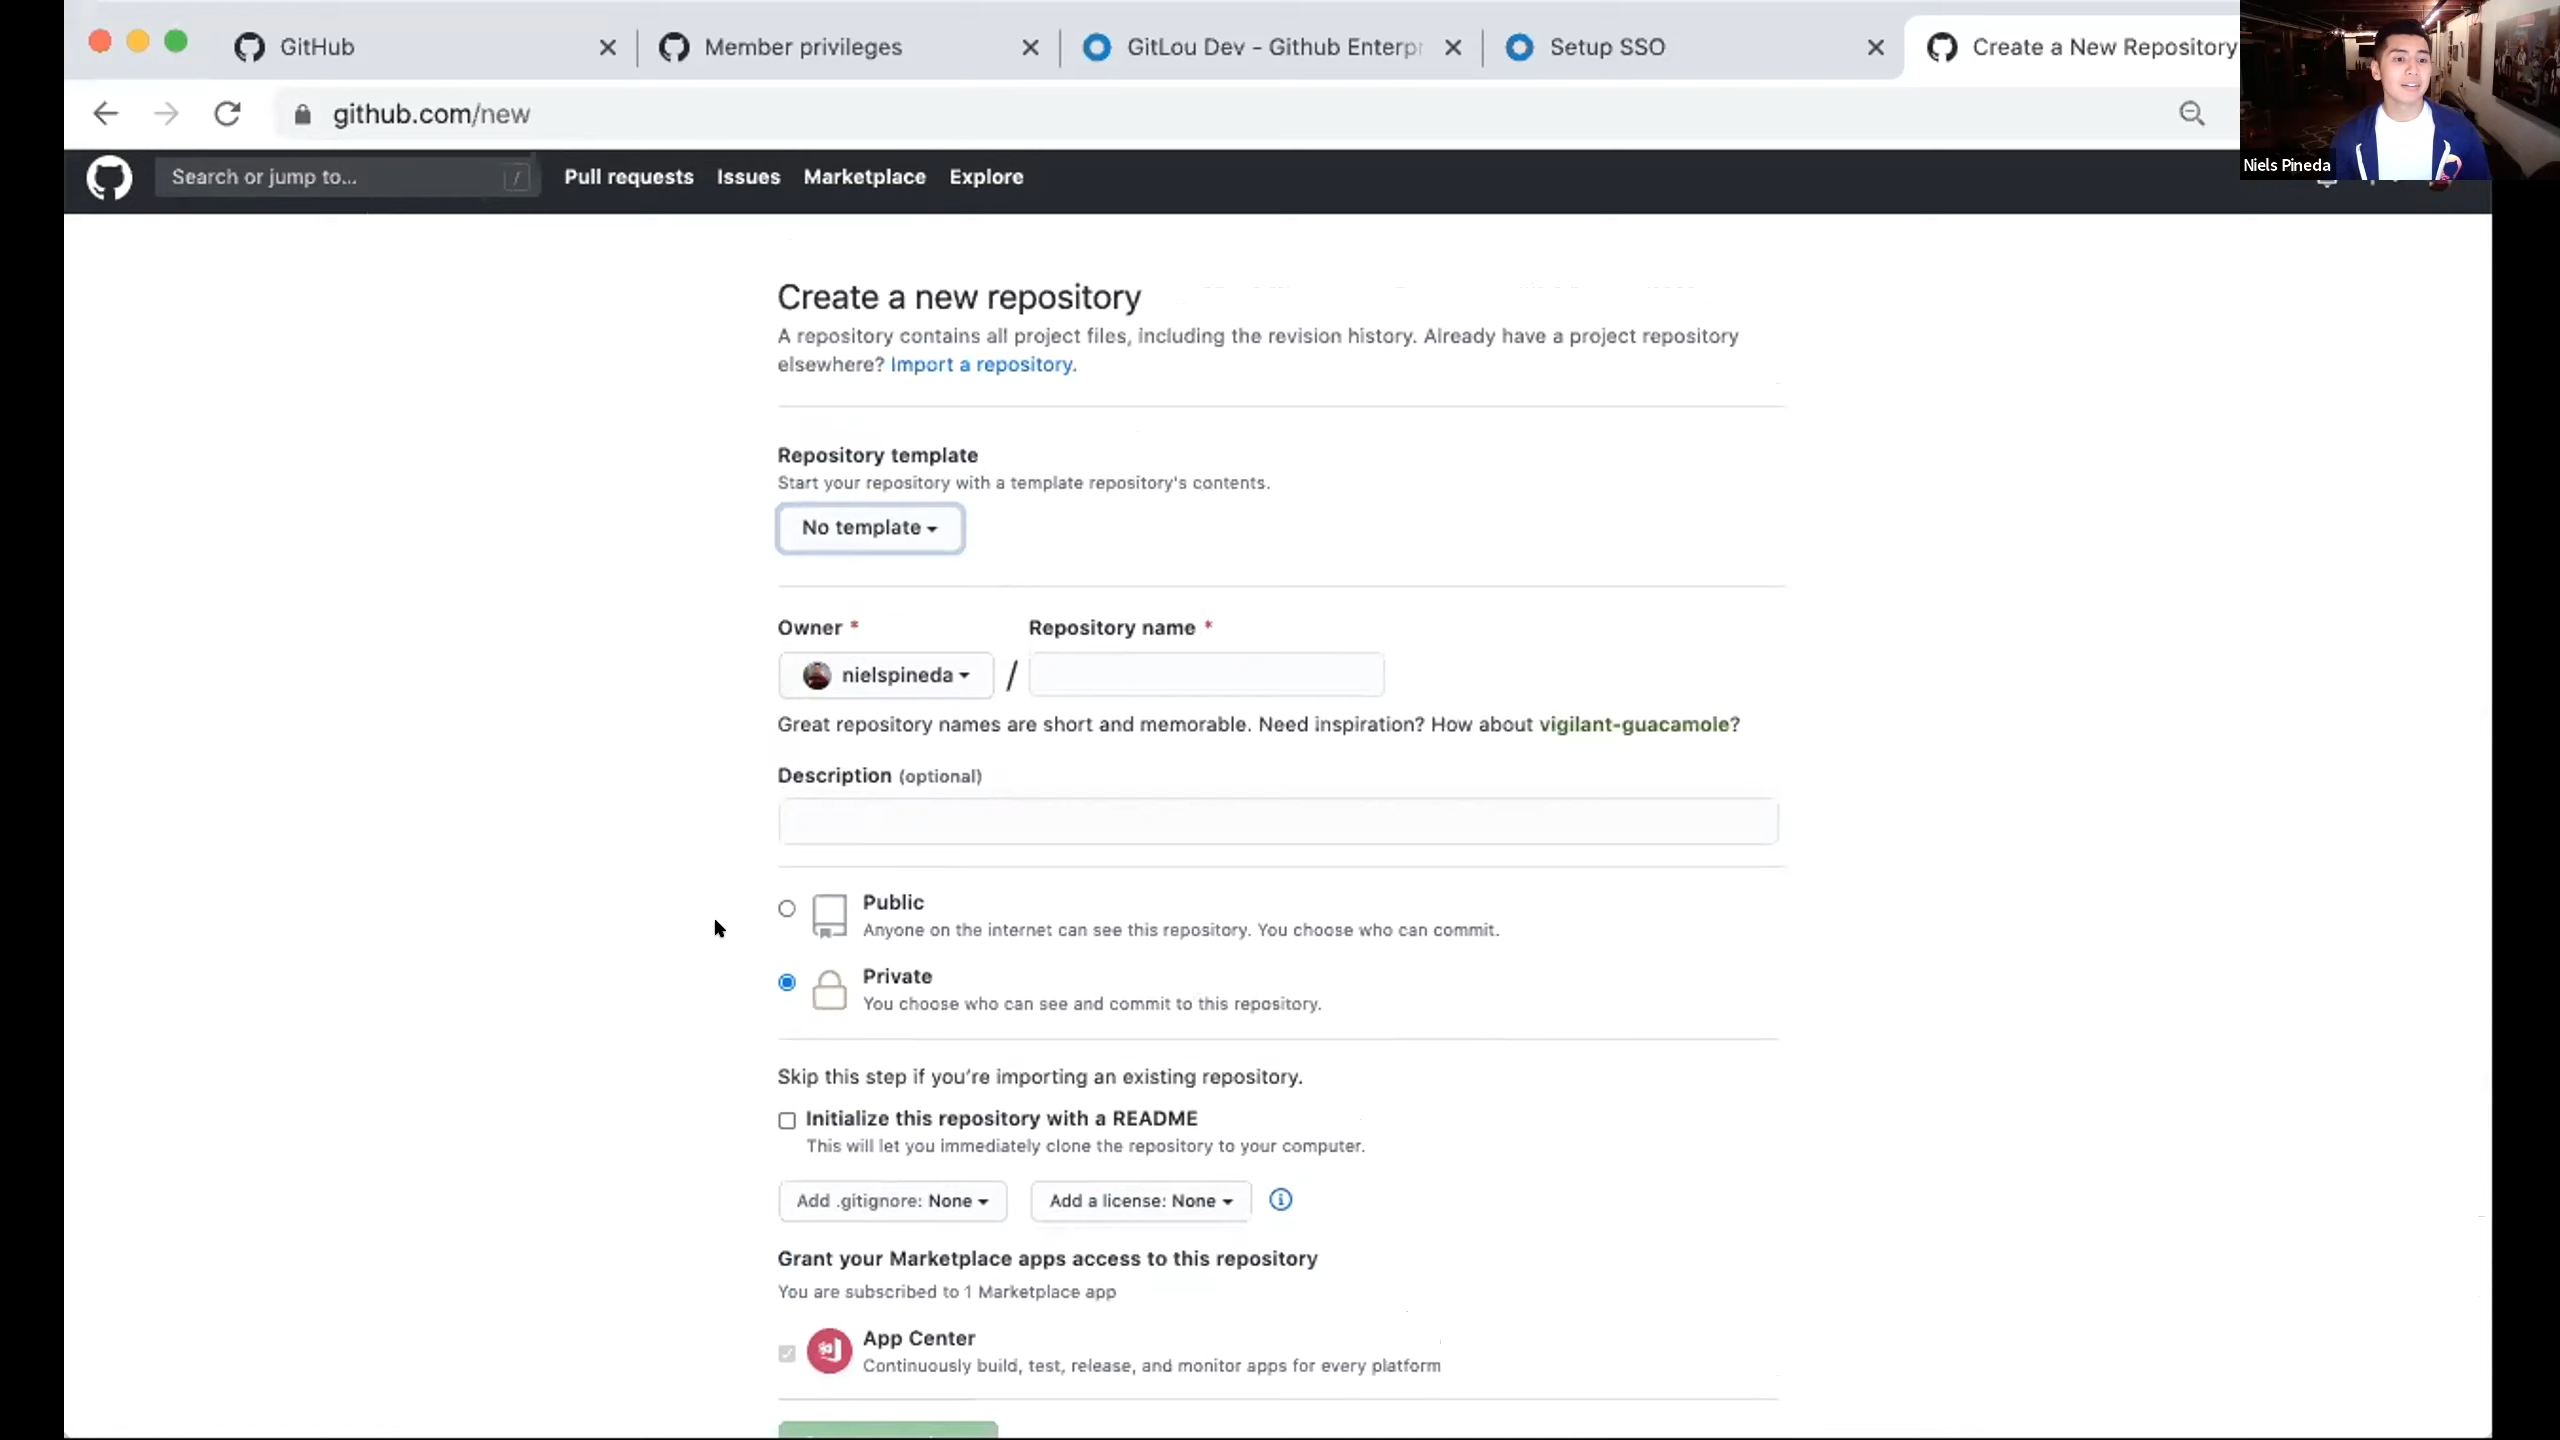 GitHub
Member privileges
GitLou Dev - Github Enterpr
Setup SSO
Create a New Repository
github.com/new
Niels Pineda
Search or jump to... /
Pull requests Issues Marketplace Explore
Create a new repository
A repository contains all project files, including the revision history. Already have a project repository
elsewhere? Import a repository.
Repository template
Start your repository with a template repository's contents.
No template
Owner * Repository name *
nielspineda /
Great repository names are short and memorable. Need inspiration? How about vigilant-guacamole?
Description (optional)
Public
Anyone on the internet can see this repository. You choose who can commit.
Private
You choose who can see and commit to this repository.
Skip this step if you're importing an existing repository.
Initialize this repository with a README
This will let you immediately clone the repository to your computer.
Add .gitignore: None Add a license: None
Grant your Marketplace apps access to this repository
You are subscribed to 1 Marketplace app
App Center
Continuously build, test, release, and monitor apps for every platform